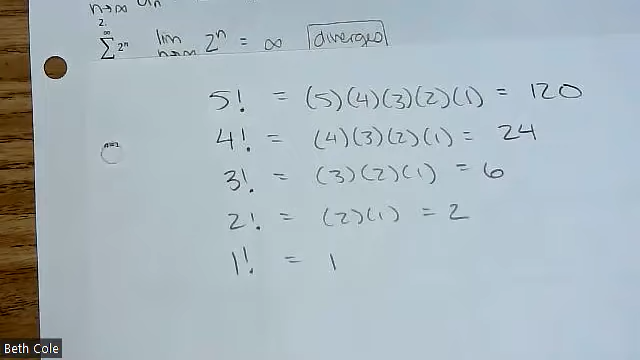 n→∞
2.
∞
Σ 2ⁿ lim n→∞ 2ⁿ = ∞ diverges
5! = (5)(4)(3)(2)(1) = 120
4! = (4)(3)(2)(1) = 24
n=1
3! = (3)(2)(1) = 6
2! = (2)(1) = 2
1! = 1
Beth Cole